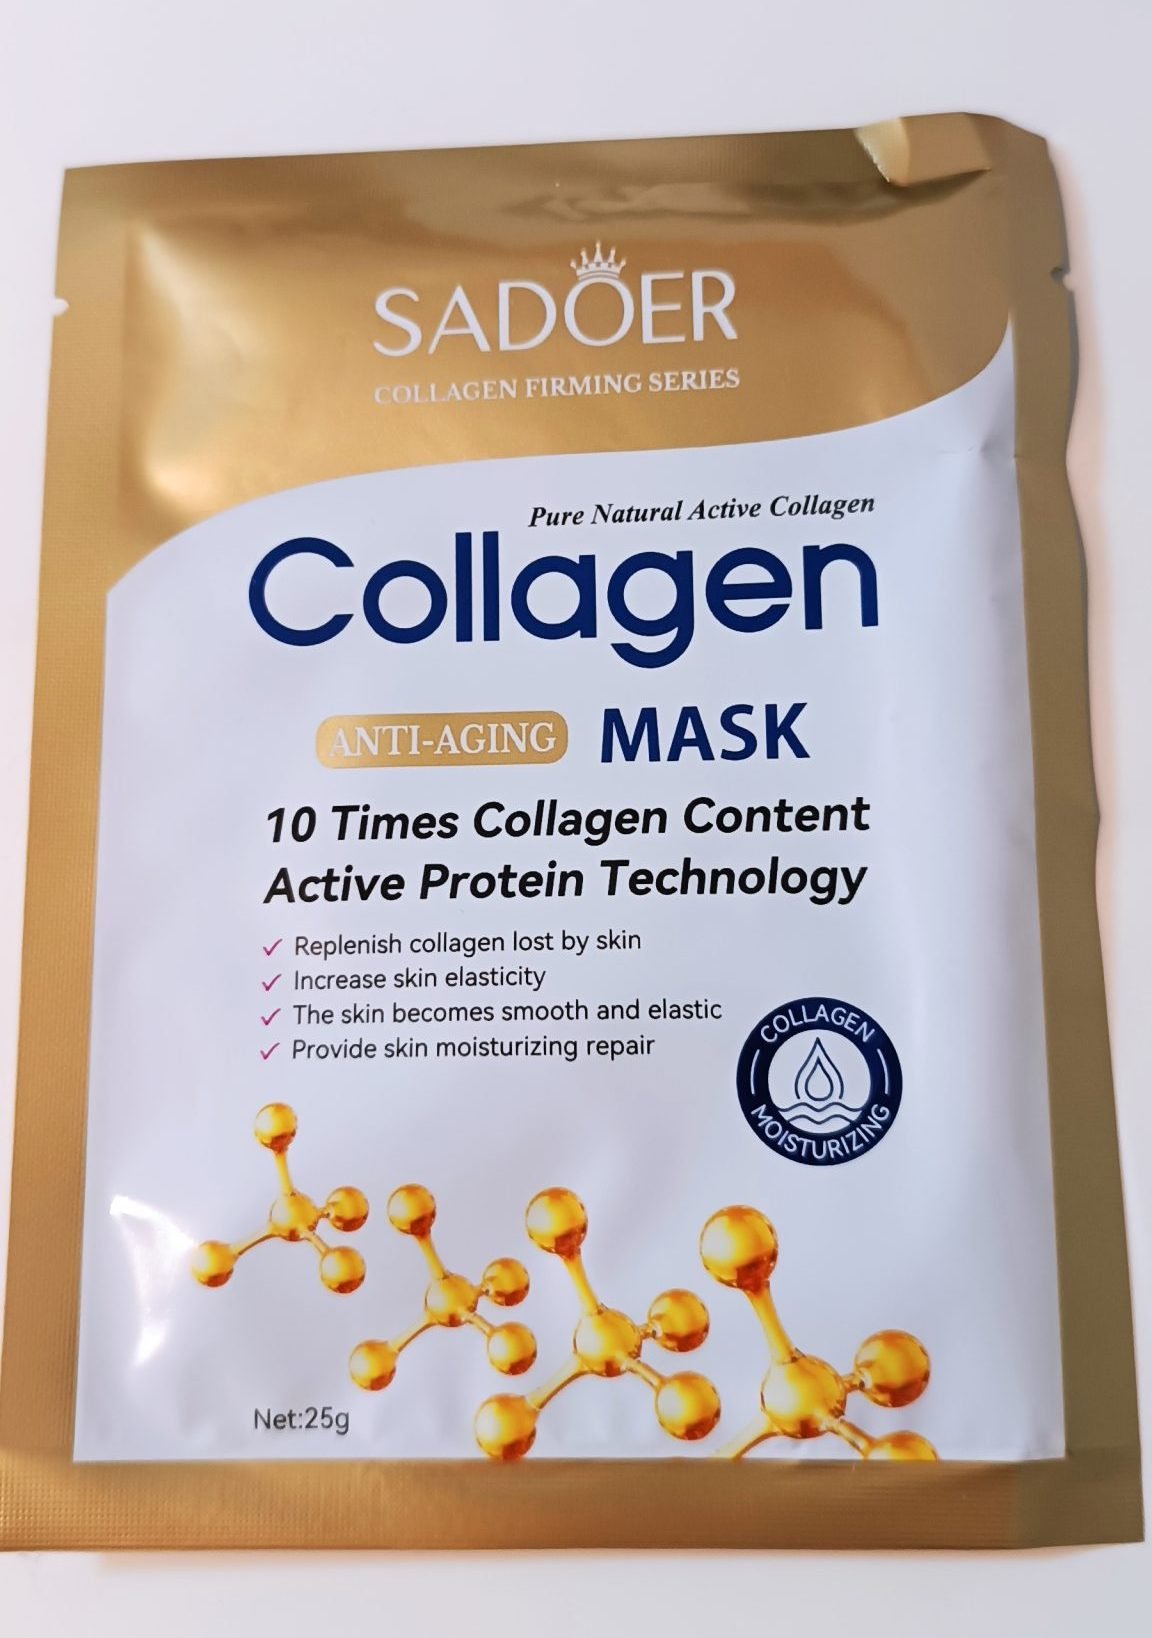 SADOER
COLLAGEN FIRMING SERIES
Pure Natural Active Collagen
Collagen
ANTI-AGING MASK
10 Times Collagen Content
Active Protein Technology
✓ Replenish collagen lost by skin
✓ Increase skin elasticity
✓ The skin becomes smooth and elastic
✓ Provide skin moisturizing repair
COLLAGEN
MOISTURIZING
Net:25g